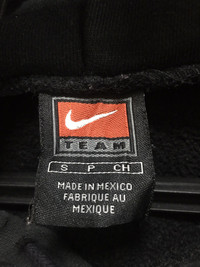 TEAM
S P CH
MADE IN MEXICO
FABRIQUE AU
MEXIQUE